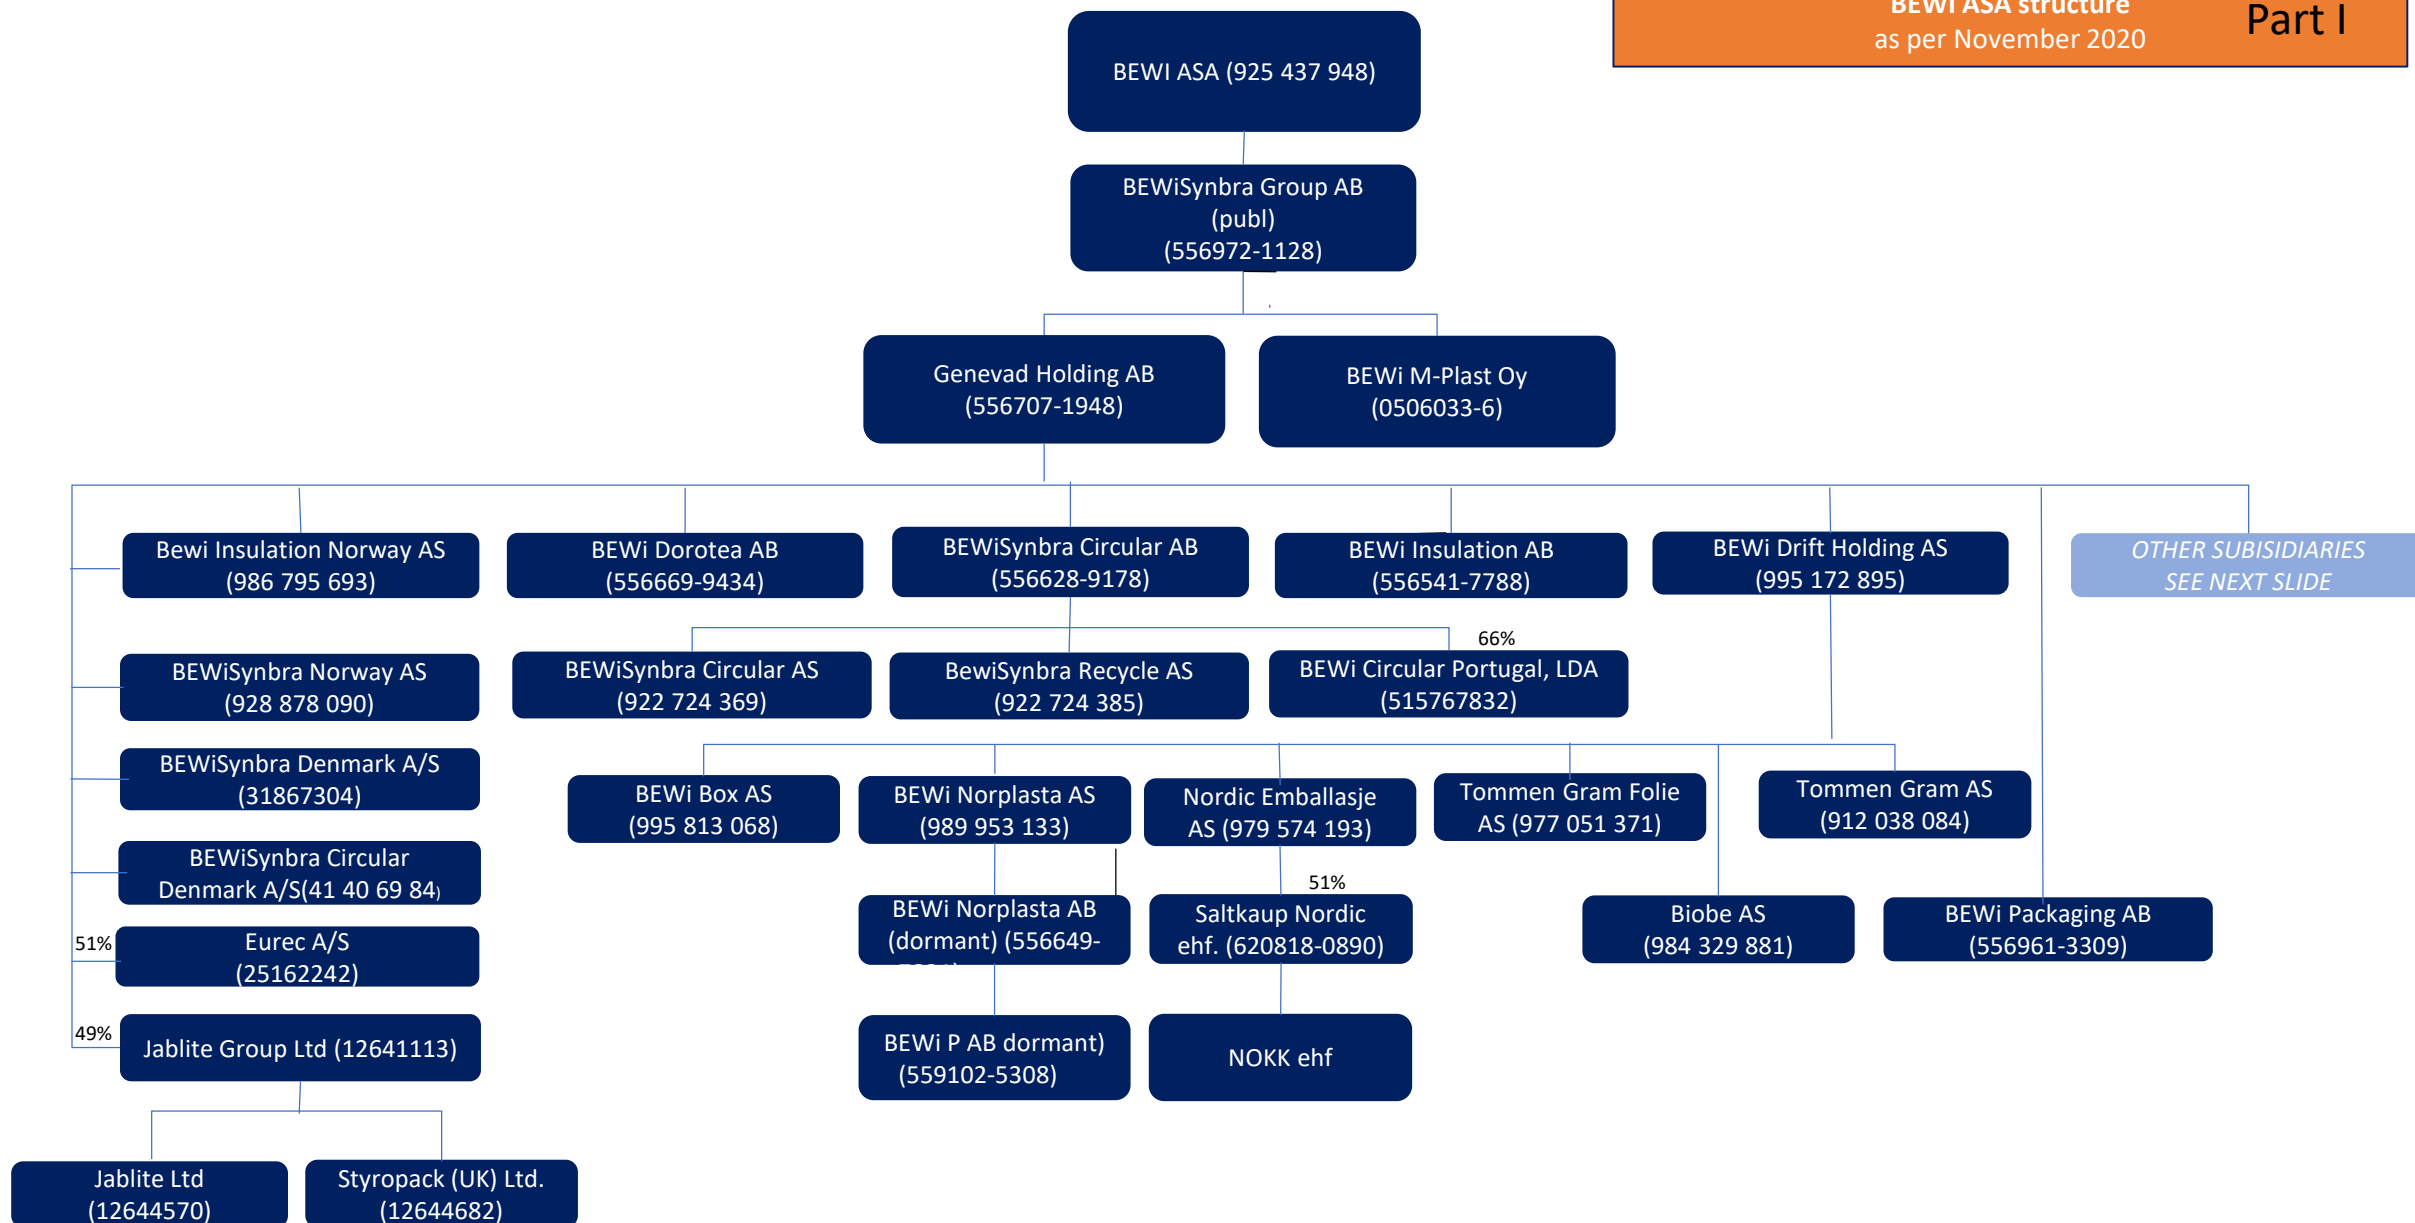 BEWI ASA structure
as per November 2020
Part I
BEWI ASA (925 437 948)
BEWiSynbra Group AB
(publ)
(556972-1128)
Genevad Holding AB
(556707-1948)
BEWi M-Plast Oy
(0506033-6)
Bewi Insulation Norway AS
(986 795 693)
BEWi Dorotea AB
(556669-9434)
BEWiSynbra Circular AB
(556628-9178)
BEWi Insulation AB
(556541-7788)
BEWi Drift Holding AS
(995 172 895)
OTHER SUBISIDIARIES
SEE NEXT SLIDE
66%
BEWiSynbra Norway AS
(928 878 090)
BEWiSynbra Circular AS
(922 724 369)
BewiSynbra Recycle AS
(922 724 385)
BEWi Circular Portugal, LDA
(515767832)
BEWiSynbra Denmark A/S
(31867304)
BEWi Box AS
(995 813 068)
BEWi Norplasta AS
(989 953 133)
Nordic Emballasje
AS (979 574 193)
Tommen Gram Folie
AS (977 051 371)
Tommen Gram AS
(912 038 084)
BEWiSynbra Circular
Denmark A/S(41 40 69 84)
51%
51%
Eurec A/S
(25162242)
BEWi Norplasta AB
(dormant) (556649-
Saltkaup Nordic
ehf. (620818-0890)
Biobe AS
(984 329 881)
BEWi Packaging AB
(556961-3309)
49%
Jablite Group Ltd (12641113)
BEWi P AB dormant)
(559102-5308)
NOKK ehf
Jablite Ltd
(12644570)
Styropack (UK) Ltd.
(12644682)